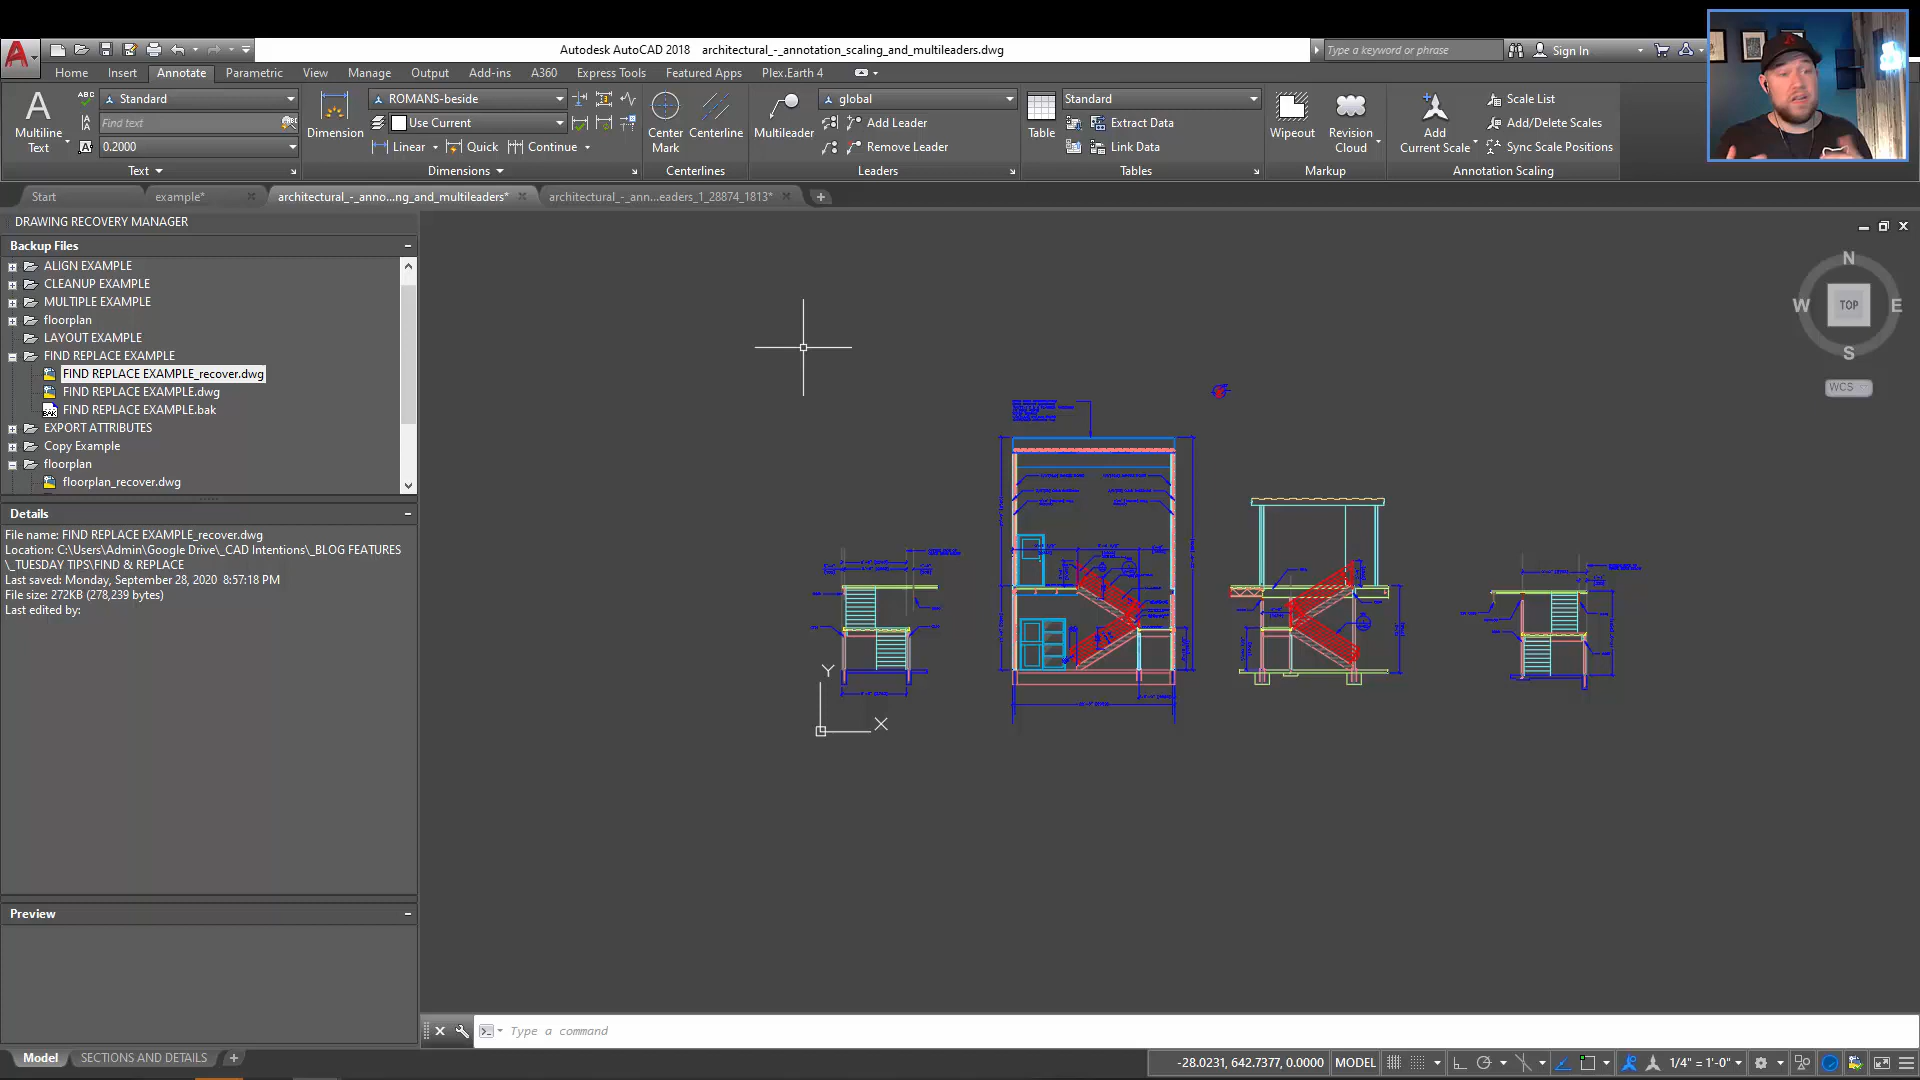 Autodesk AutoCAD 2018 architectural_-_annotation_scaling_and_multileaders.dwg
Type a keyword or phrase
Sign In
Home Insert Annotate Parametric View Manage Output Add-ins A360 Express Tools Featured Apps Plex.Earth 4
Multiline Text
ABC
Standard
Find text
0.2000
Text
Dimension
ROMANS-beside
Use Current
Linear Quick Continue
Dimensions
Center Mark
Centerline
Centerlines
Multileader
global
Add Leader
Remove Leader
Leaders
Table
Standard
Extract Data
Link Data
Tables
Wipeout
Revision Cloud
Markup
Add Current Scale
Scale List
Add/Delete Scales
Sync Scale Positions
Annotation Scaling
Start
example*
architectural_-_anno...ng_and_multileaders*
architectural_-_ann...eaders_1_28874_1813*
DRAWING RECOVERY MANAGER
Backup Files
ALIGN EXAMPLE
CLEANUP EXAMPLE
MULTIPLE EXAMPLE
floorplan
LAYOUT EXAMPLE
FIND REPLACE EXAMPLE
FIND REPLACE EXAMPLE_recover.dwg
FIND REPLACE EXAMPLE.dwg
FIND REPLACE EXAMPLE.bak
EXPORT ATTRIBUTES
Copy Example
floorplan
floorplan_recover.dwg
Details
File name: FIND REPLACE EXAMPLE_recover.dwg
Location: C:\Users\Admin\Google Drive\_CAD Intentions\_BLOG FEATURES
\_TUESDAY TIPS\FIND & REPLACE
Last saved: Monday, September 28, 2020 8:57:18 PM
File size: 272KB (278,239 bytes)
Last edited by:
Preview
N
W TOP E
S
WCS
Y
X
Type a command
Model SECTIONS AND DETAILS
-28.0231, 642.7377, 0.0000 MODEL 1/4" = 1'-0"